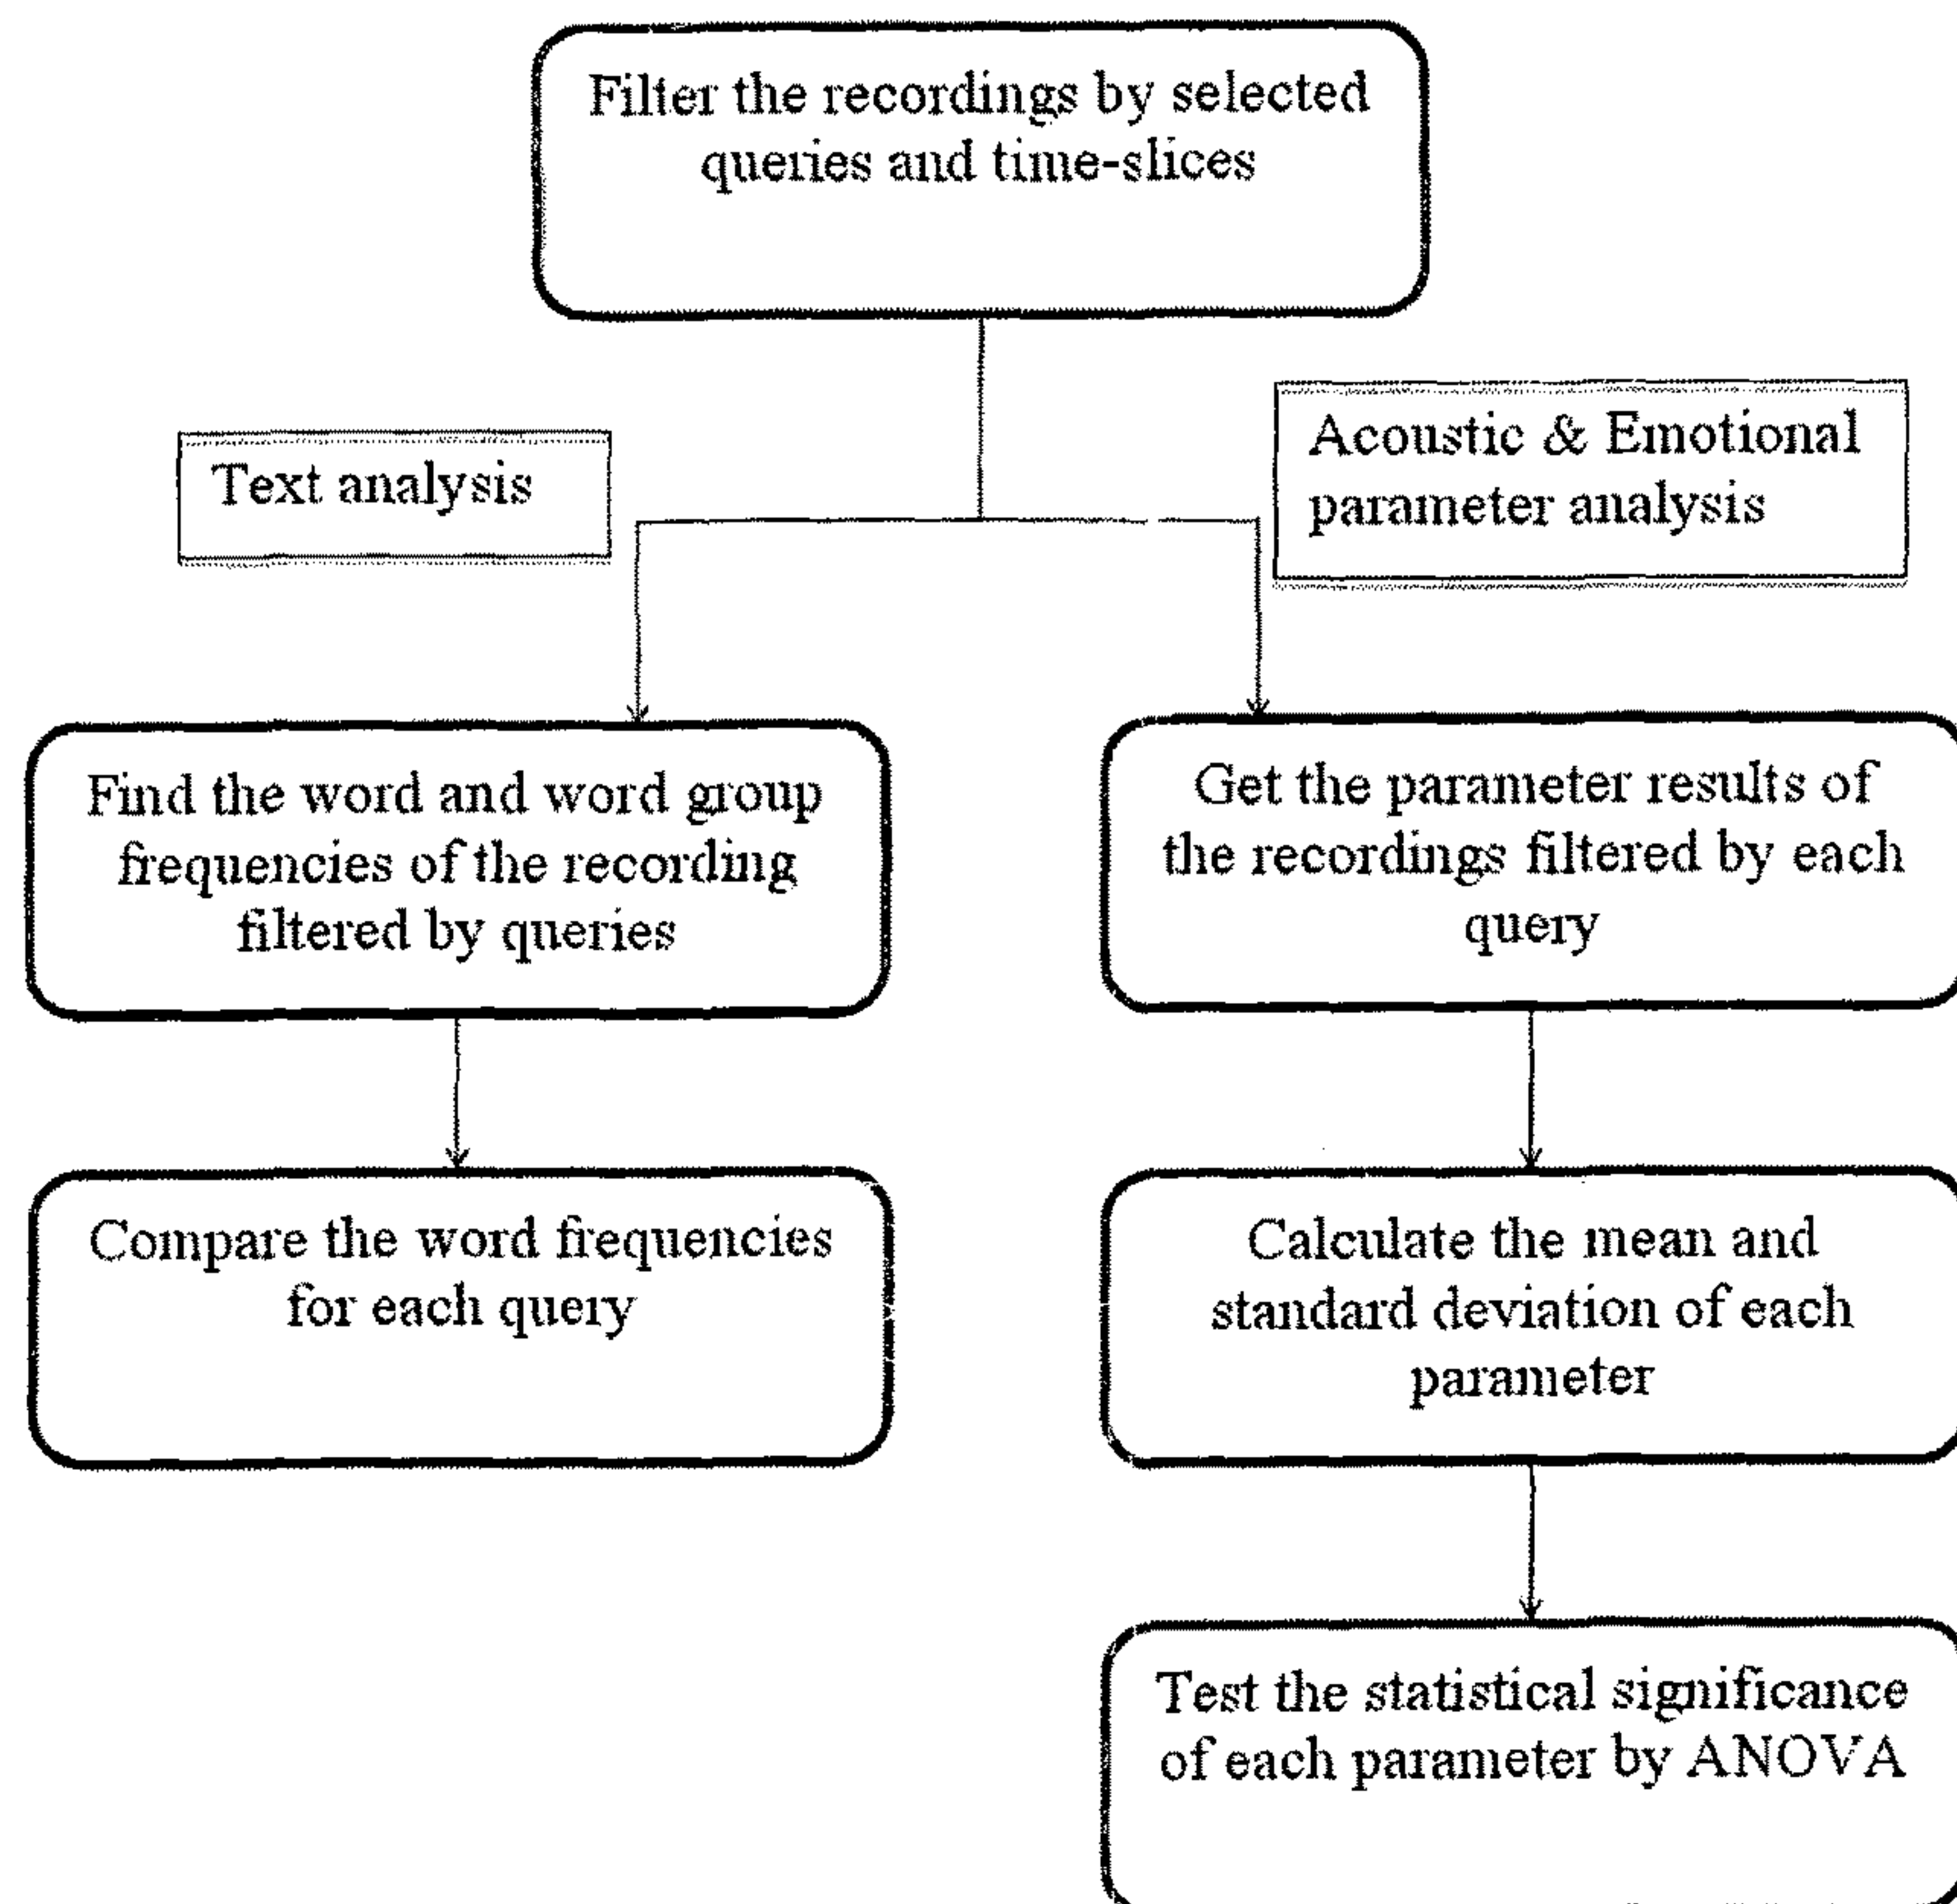 Filter the recordings by selected
queries and time-slices
Text analysis
Acoustic & Emotional
parameter analysis
Find the word and word group
frequencies of the recording
filtered by queries
Get the parameter results of
the recordings filtered by each
query
Compare the word frequencies
for each query
Calculate the mean and
standard deviation of each
parameter
Test the statistical significance
of each parameter by ANOVA